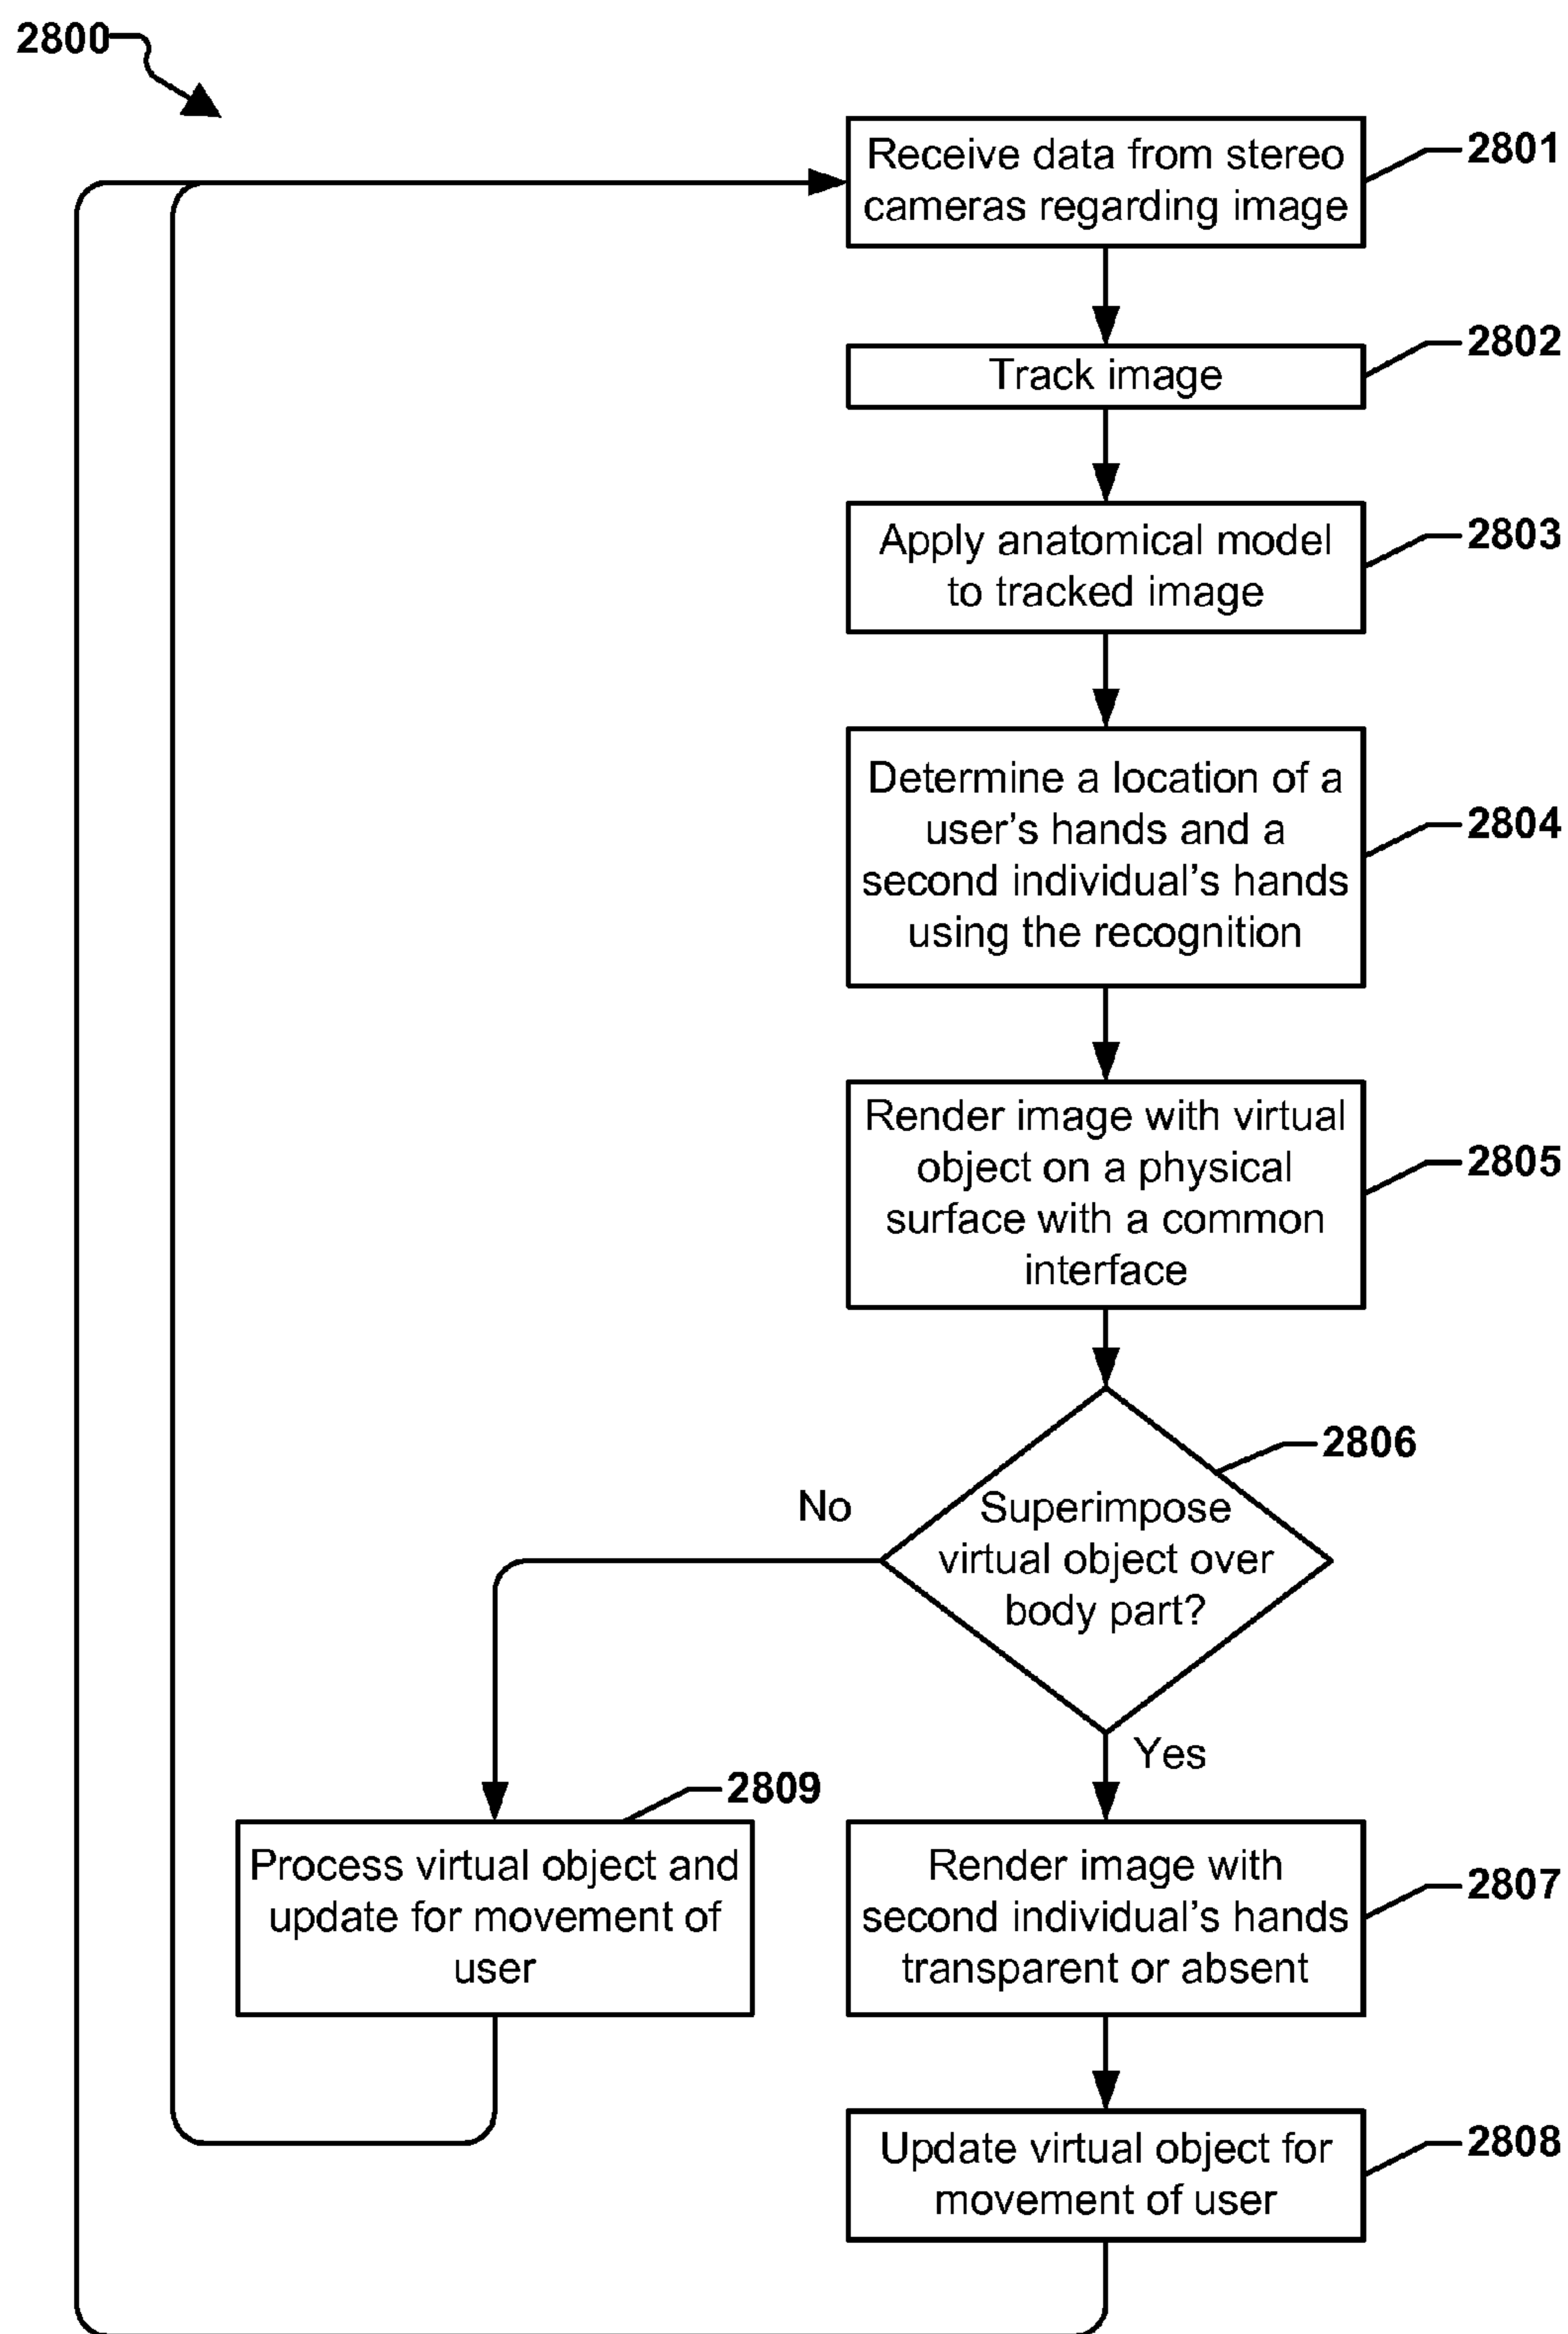 2800
Receive data from stereo
cameras regarding image
2801
Track image
2802
Apply anatomical model
to tracked image
2803
Determine a location of a
user's hands and a
second individual's hands
using the recognition
2804
Render image with virtual
object on a physical
surface with a common
interface
2805
Superimpose
virtual object over
body part?
2806
No
Yes
Process virtual object and
update for movement of
user
2809
Render image with
second individual's hands
transparent or absent
2807
Update virtual object for
movement of user
2808